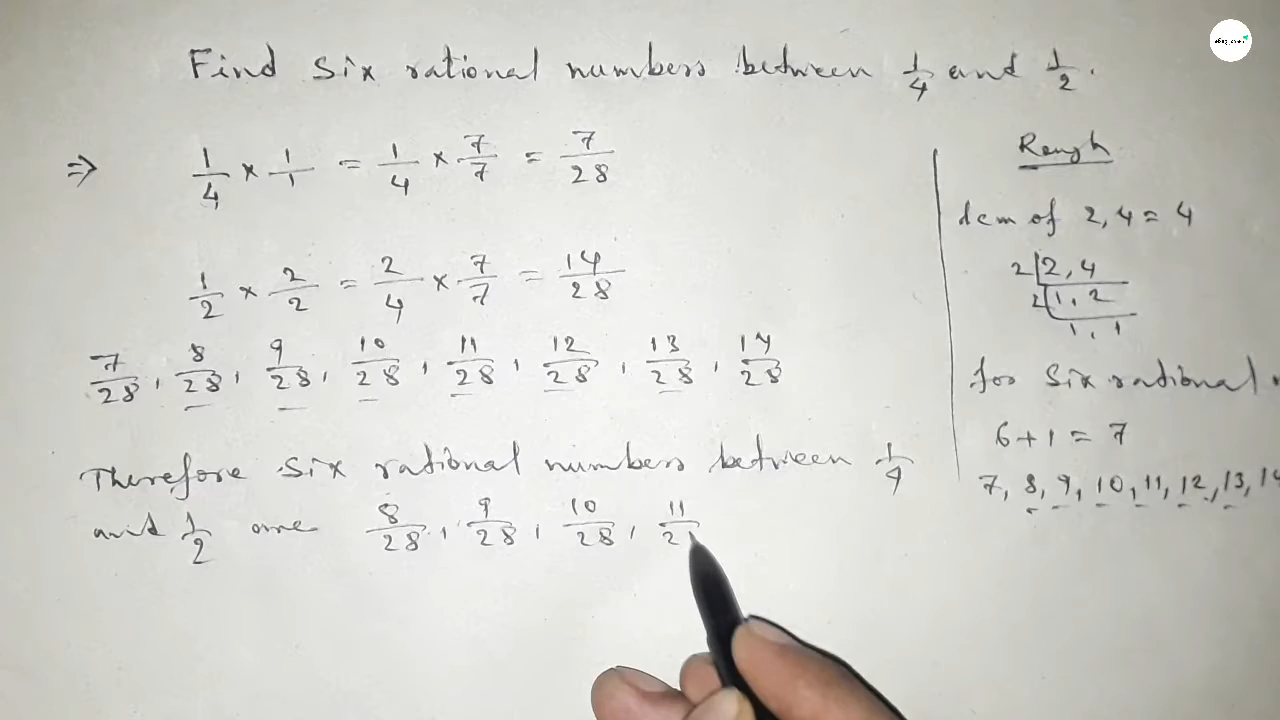 Find six rational numbers between 1/4 and 1/2.
⇒ 1/4 × 1/1 = 1/4 × 7/7 = 7/28
1/2 × 2/2 = 2/4 × 7/7 = 14/28
7/28, 8/28, 9/28, 10/28, 11/28, 12/28, 13/28, 14/28
Therefore six rational numbers between 1/4
and 1/2 are 8/28, 9/28, 10/28, 11/2
Rough
lcm of 2, 4 = 4
2 | 2, 4
2 | 1, 2
1, 1
for six rational
6 + 1 = 7
7, 8, 9, 10, 11, 12, 13, 14